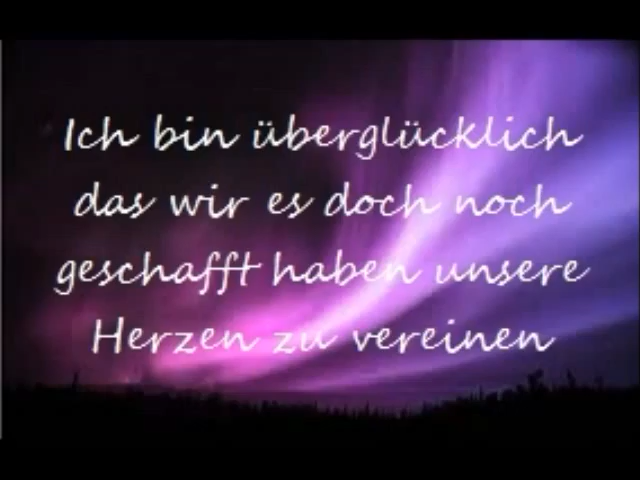 Ich bin überglücklich
das wir es doch noch
geschafft haben unsere
Herzen zu vereinen